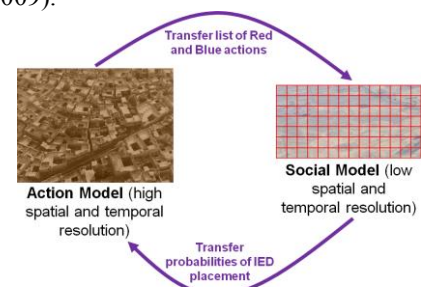 009).
Transfer list of Red
and Blue actions
Action Model (high
spatial and temporal
resolution)
Social Model (low
spatial and
temporal resolution)
Transfer
probabilities of IED
placement